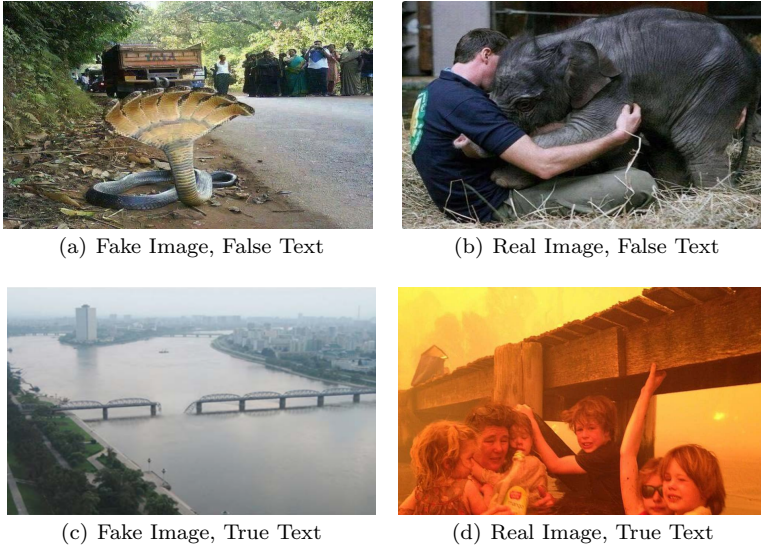 (a) Fake Image, False Text
(b) Real Image, False Text
(c) Fake Image, True Text
(d) Real Image, True Text